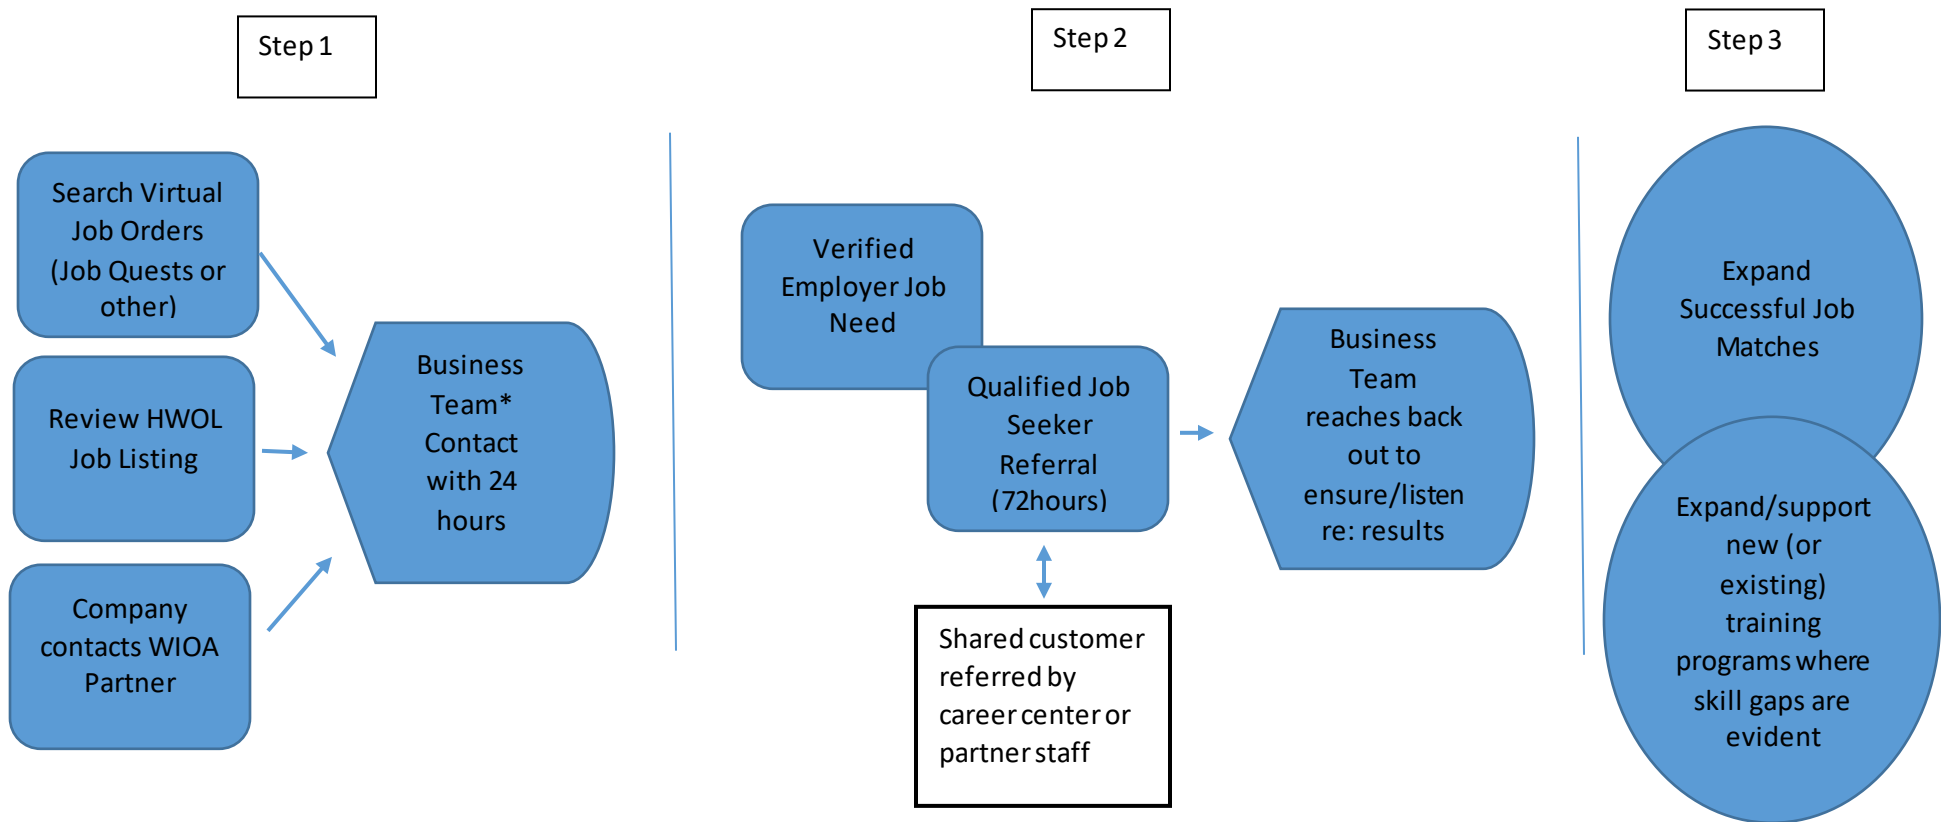 Step 1
Search Virtual
Job Orders
(Job Quests or
other)
Review HWOL
Job Listing
Company
contacts WIOA
Partner
Business
Team*
Contact
with 24
hours
Step 2
Verified
Employer Job
Need
Qualified Job
Seeker
Referral
(72hours)
Shared customer
referred by
career center or
partner staff
Business
Team
reaches back
out to
ensure/listen
re: results
Step 3
Expand
Successful Job
Matches
Expand/support
new (or
existing)
training
programs where
skill gaps are
evident